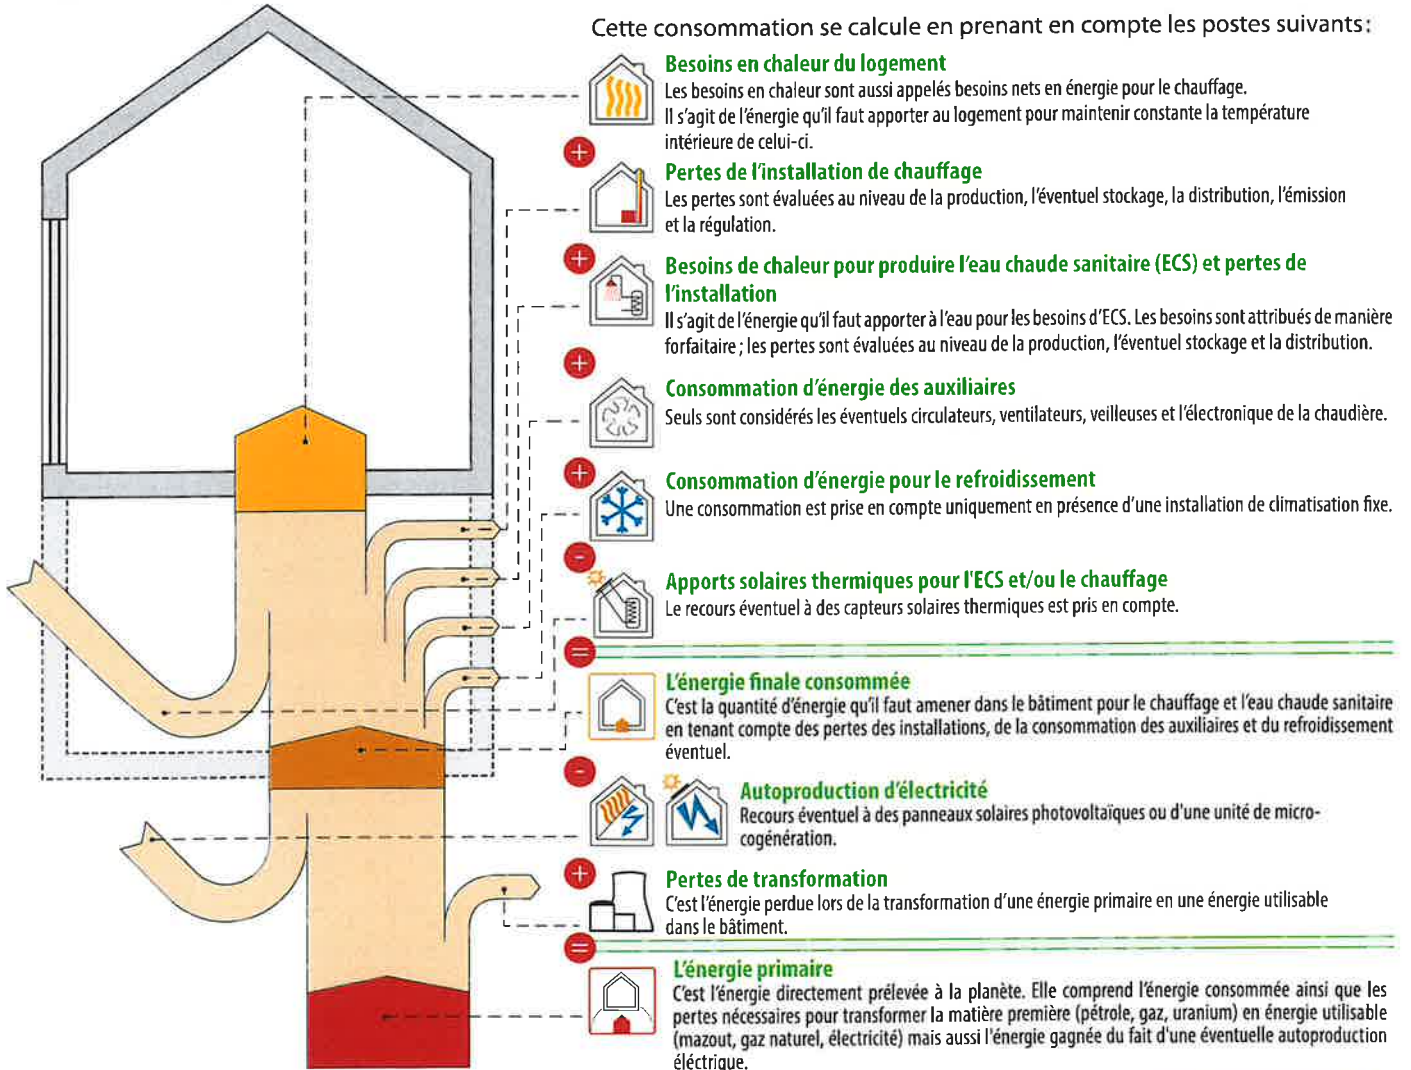 Cette consommation se calcule en prenant en compte les postes suivants:
Besoins en chaleur du logement
Les besoins en chaleur sont aussi appelés besoins nets en énergie pour le chauffage.
Il s'agit de l'énergie qu'il faut apporter au logement pour maintenir constante la température
intérieure de celui-ci.
+
Pertes de l'installation de chauffage
Les pertes sont évaluées au niveau de la production, l'éventuel stockage, la distribution, l'émission
et la régulation.
+
Besoins de chaleur pour produire l'eau chaude sanitaire (ECS) et pertes de
l'installation
Il s'agit de l'énergie qu'il faut apporter à l'eau pour les besoins d'ECS. Les besoins sont attribués de manière
forfaitaire ; les pertes sont évaluées au niveau de la production, l'éventuel stockage et la distribution.
+
Consommation d'énergie des auxiliaires
Seuls sont considérés les éventuels circulateurs, ventilateurs, veilleuses et l'électronique de la chaudière.
+
Consommation d'énergie pour le refroidissement
Une consommation est prise en compte uniquement en présence d'une installation de climatisation fixe.
-
Apports solaires thermiques pour l'ECS et/ou le chauffage
Le recours éventuel à des capteurs solaires thermiques est pris en compte.
=
L'énergie finale consommée
C'est la quantité d'énergie qu'il faut amener dans le bâtiment pour le chauffage et l'eau chaude sanitaire
en tenant compte des pertes des installations, de la consommation des auxiliaires et du refroidissement
éventuel.
-
Autoproduction d'électricité
Recours éventuel à des panneaux solaires photovoltaïques ou d'une unité de micro-
cogénération.
+
Pertes de transformation
C'est l'énergie perdue lors de la transformation d'une énergie primaire en une énergie utilisable
dans le bâtiment.
=
L'énergie primaire
C'est l'énergie directement prélevée à la planète. Elle comprend l'énergie consommée ainsi que les
pertes nécessaires pour transformer la matière première (pétrole, gaz, uranium) en énergie utilisable
(mazout, gaz naturel, électricité) mais aussi l'énergie gagnée du fait d'une éventuelle autoproduction
éléctrique.